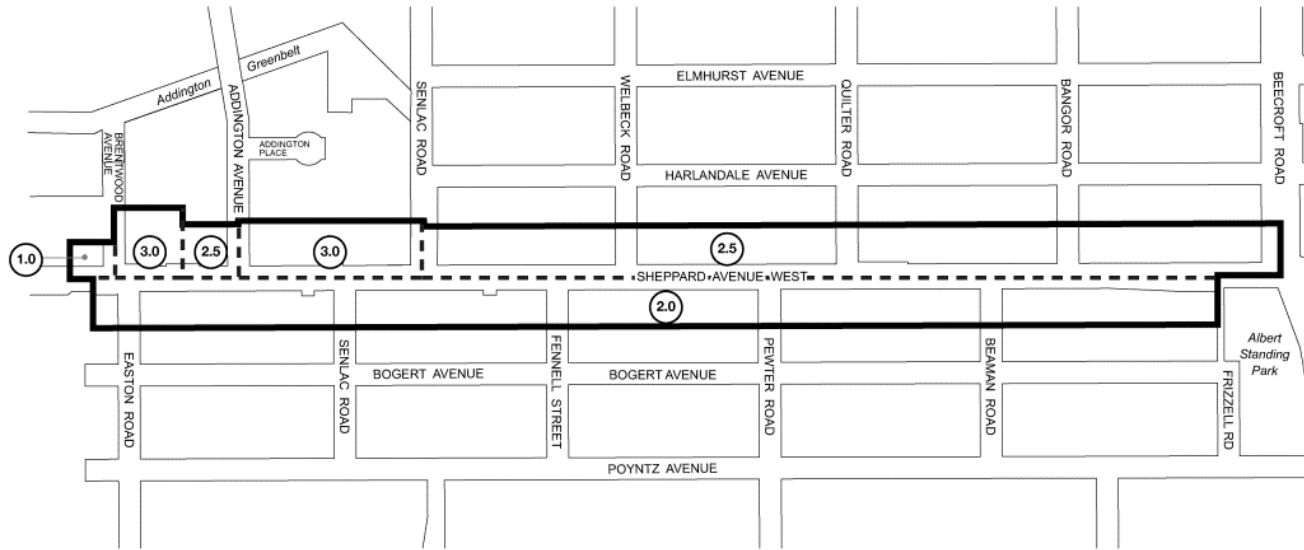 Addington Greenbelt
ELMHURST AVENUE
BRENTWOOD
AVENUE
ADDINGTON AVENUE
ADDINGTON
PLACE
SENLAC ROAD
WELBECK ROAD
QUILTER ROAD
BANGOR ROAD
BEECROFT ROAD
HARLANDALE AVENUE
1.0
3.0
2.5
3.0
2.5
SHEPPARD AVENUE WEST
2.0
EASTON ROAD
SENLAC ROAD
FENNELL STREET
PEWTER ROAD
BEAMAN ROAD
FRIZZELL RD
Albert
Standing
Park
BOGERT AVENUE
BOGERT AVENUE
POYNTZ AVENUE